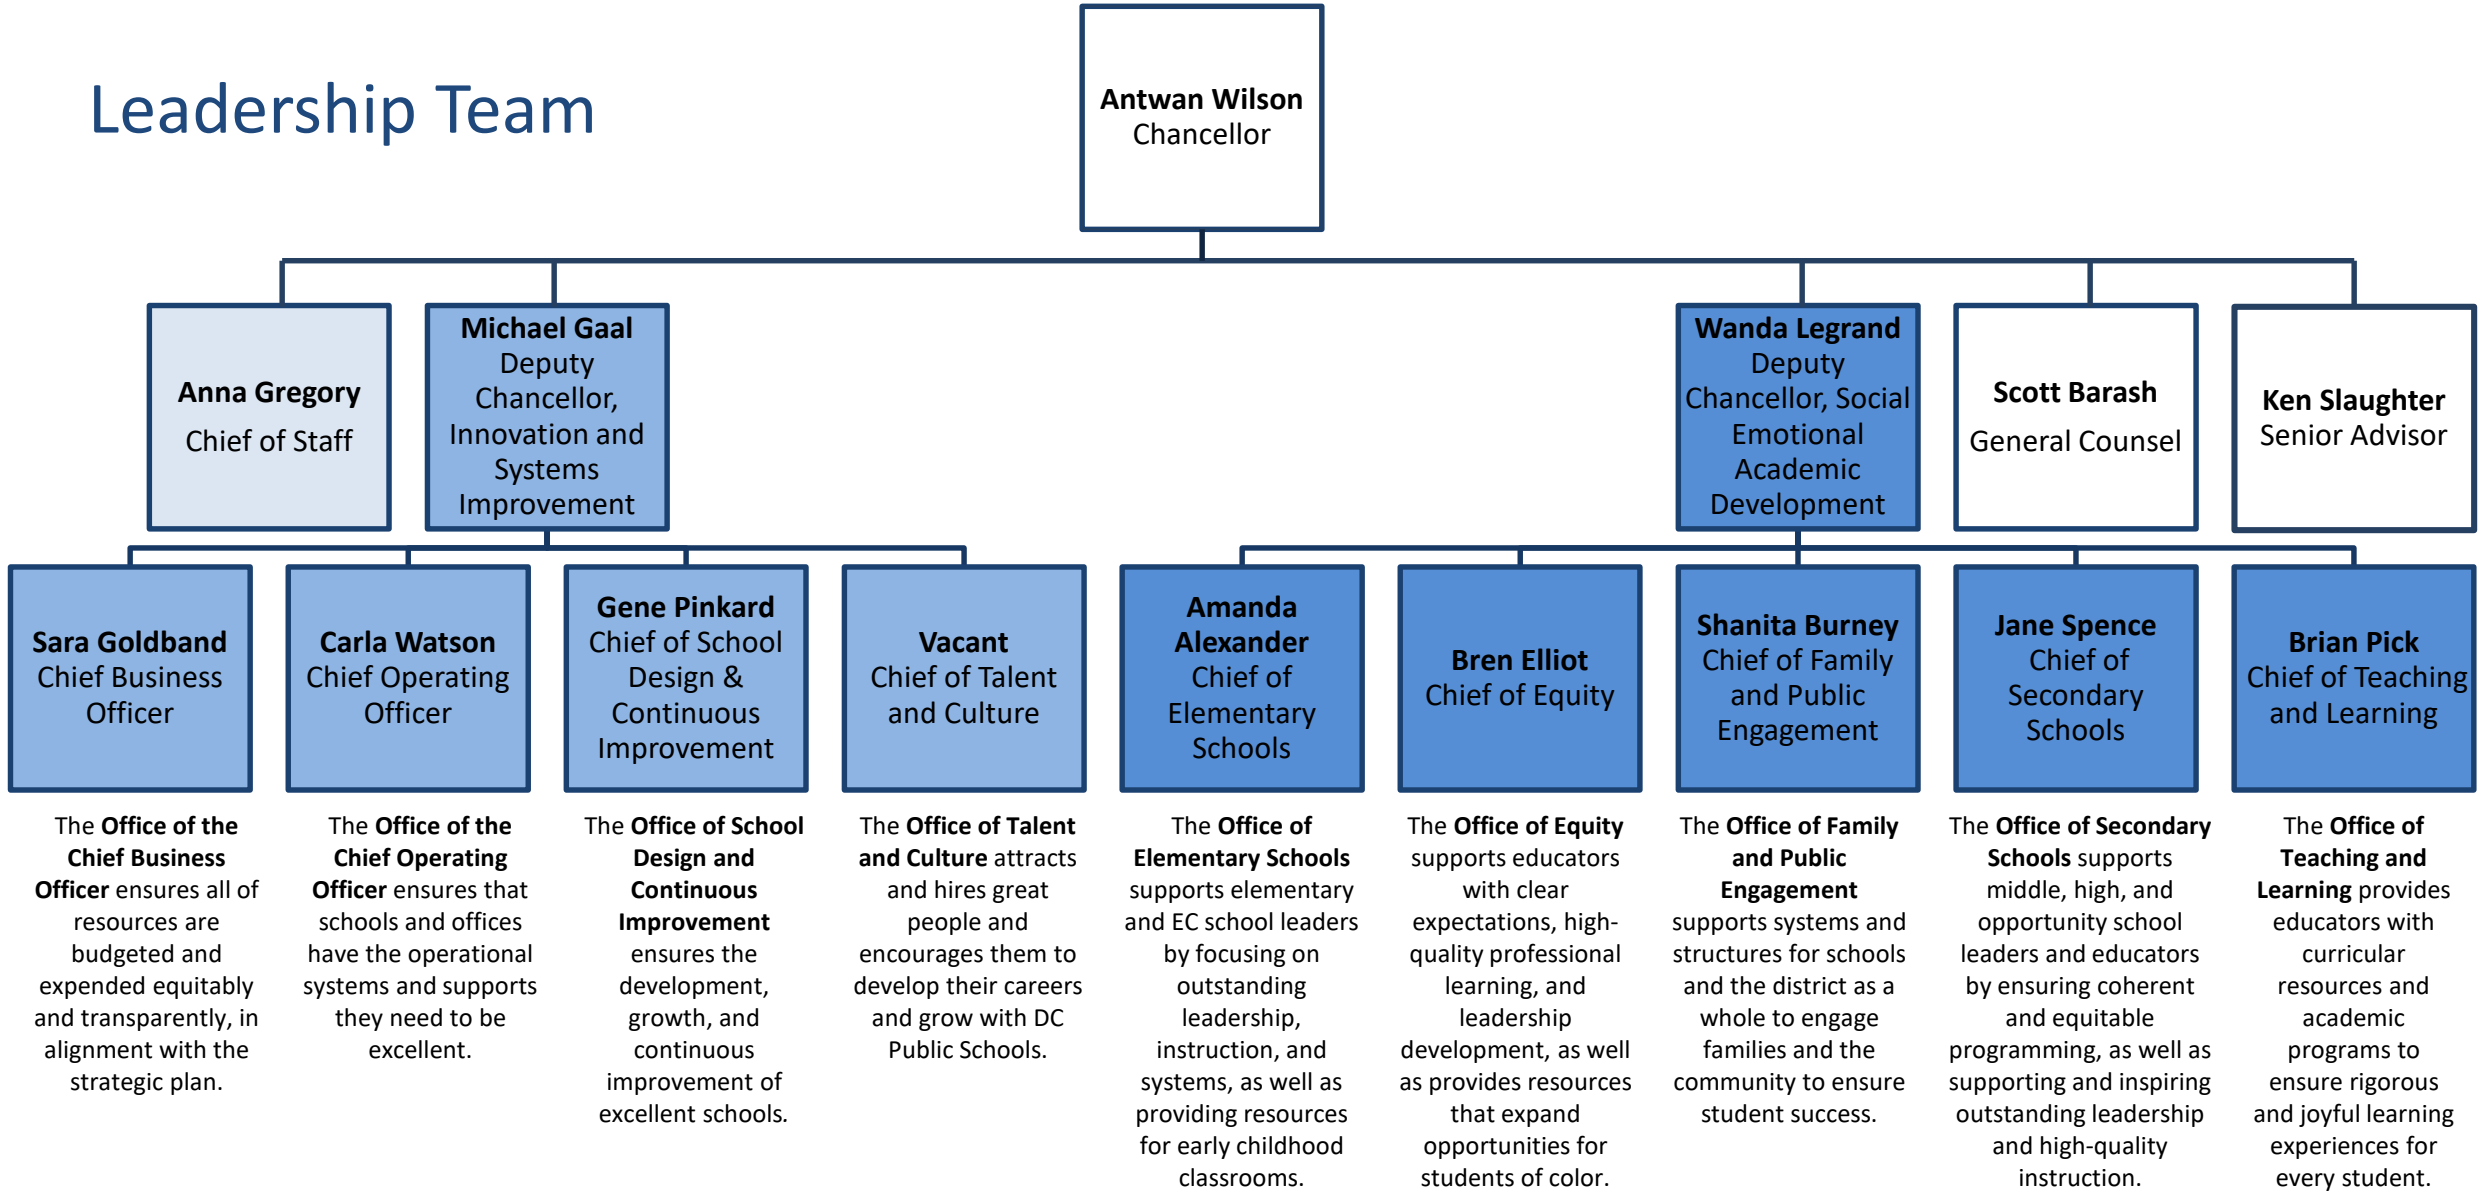 Leadership Team
Antwan Wilson
Chancellor
Anna Gregory
Chief of Staff
Michael Gaal
Deputy
Chancellor,
Innovation and
Systems
Improvement
Wanda Legrand
Deputy
Chancellor, Social
Emotional
Academic
Development
Scott Barash
General Counsel
Ken Slaughter
Senior Advisor
Sara Goldband
Chief Business
Officer
Carla Watson
Chief Operating
Officer
Gene Pinkard
Chief of School
Design &
Continuous
Improvement
Vacant
Chief of Talent
and Culture
Amanda
Alexander
Chief of
Elementary
Schools
Bren Elliot
Chief of Equity
Shanita Burney
Chief of Family
and Public
Engagement
Jane Spence
Chief of
Secondary
Schools
Brian Pick
Chief of Teaching
and Learning
The Office of the
Chief Business
Officer ensures all of
resources are
budgeted and
expended equitably
and transparently, in
alignment with the
strategic plan.
The Office of the
Chief Operating
Officer ensures that
schools and offices
have the operational
systems and supports
they need to be
excellent.
The Office of School
Design and
Continuous
Improvement
ensures the
development,
growth, and
continuous
improvement of
excellent schools.
The Office of Talent
and Culture attracts
and hires great
people and
encourages them to
develop their careers
and grow with DC
Public Schools.
The Office of
Elementary Schools
supports elementary
and EC school leaders
by focusing on
outstanding
leadership,
instruction, and
systems, as well as
providing resources
for early childhood
classrooms.
The Office of Equity
supports educators
with clear
expectations, high-
quality professional
learning, and
leadership
development, as well
as provides resources
that expand
opportunities for
students of color.
The Office of Family
and Public
Engagement
supports systems and
structures for schools
and the district as a
whole to engage
families and the
community to ensure
student success.
The Office of Secondary
Schools supports
middle, high, and
opportunity school
leaders and educators
by ensuring coherent
and equitable
programming, as well as
supporting and inspiring
outstanding leadership
and high-quality
instruction.
The Office of
Teaching and
Learning provides
educators with
curricular
resources and
academic
programs to
ensure rigorous
and joyful learning
experiences for
every student.